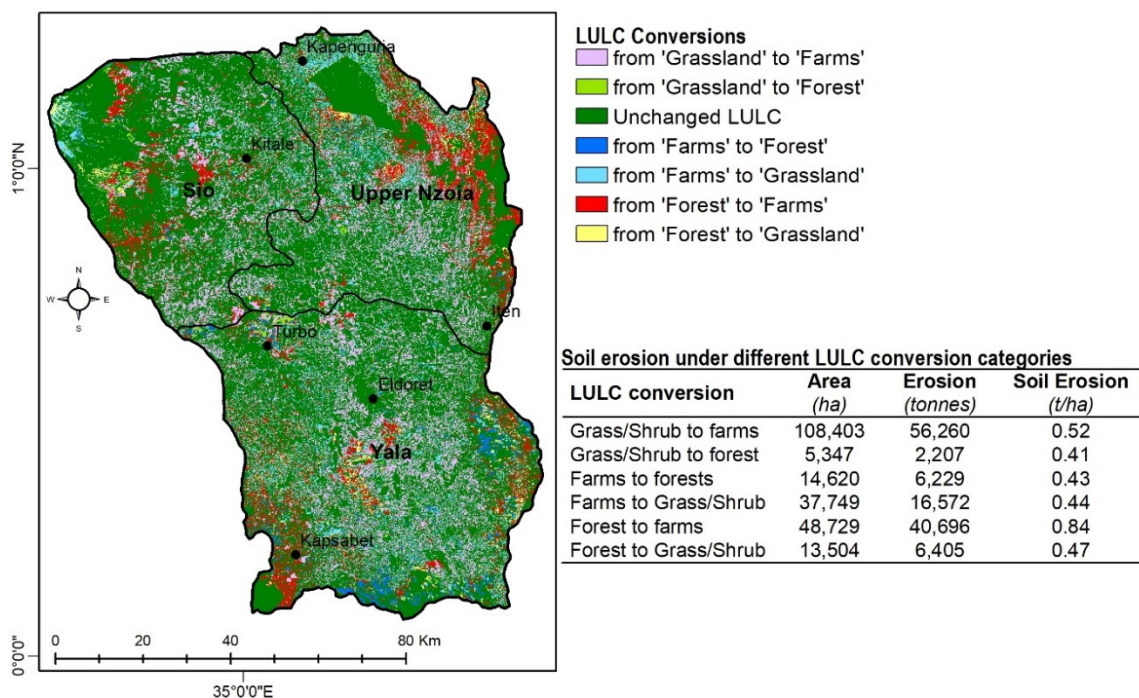 Kapenguria
Kitale
Sio
Upper Nzoia
Iten
Turbo
Eldoret
Yala
Kapsabet
N
W
E
S
1°0'0"N
0°0'0"
35°0'0"E
0 20 40 60 80 Km
LULC Conversions
from 'Grassland' to 'Farms'
from 'Grassland' to 'Forest'
Unchanged LULC
from 'Farms' to 'Forest'
from 'Farms' to 'Grassland'
from 'Forest' to 'Farms'
from 'Forest' to 'Grassland'
Soil erosion under different LULC conversion categories
LULC conversion Area (ha) Erosion (tonnes) Soil Erosion (t/ha)
Grass/Shrub to farms 108,403 56,260 0.52
Grass/Shrub to forest 5,347 2,207 0.41
Farms to forests 14,620 6,229 0.43
Farms to Grass/Shrub 37,749 16,572 0.44
Forest to farms 48,729 40,696 0.84
Forest to Grass/Shrub 13,504 6,405 0.47